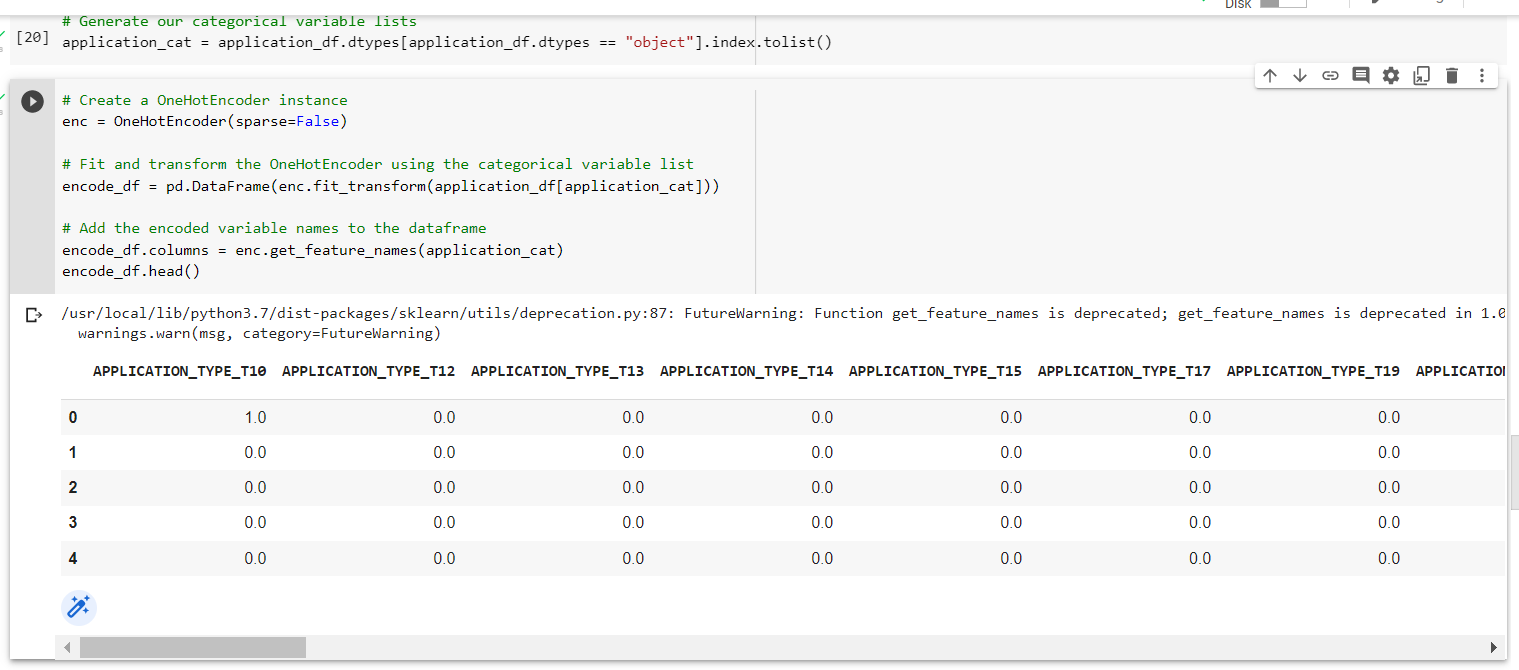 Disk
# Generate our categorical variable lists
[20] application_cat = application_df.dtypes[application_df.dtypes == "object"].index.tolist()
# Create a OneHotEncoder instance
enc = OneHotEncoder(sparse=False)
# Fit and transform the OneHotEncoder using the categorical variable list
encode_df = pd.DataFrame(enc.fit_transform(application_df[application_cat]))
# Add the encoded variable names to the dataframe
encode_df.columns = enc.get_feature_names(application_cat)
encode_df.head()
/usr/local/lib/python3.7/dist-packages/sklearn/utils/deprecation.py:87: FutureWarning: Function get_feature_names is deprecated; get_feature_names is deprecated in 1.0
warnings.warn(msg, category=FutureWarning)
APPLICATION_TYPE_T10 APPLICATION_TYPE_T12 APPLICATION_TYPE_T13 APPLICATION_TYPE_T14 APPLICATION_TYPE_T15 APPLICATION_TYPE_T17 APPLICATION_TYPE_T19 APPLICATION
0 1.0 0.0 0.0 0.0 0.0 0.0 0.0
1 0.0 0.0 0.0 0.0 0.0 0.0 0.0
2 0.0 0.0 0.0 0.0 0.0 0.0 0.0
3 0.0 0.0 0.0 0.0 0.0 0.0 0.0
4 0.0 0.0 0.0 0.0 0.0 0.0 0.0